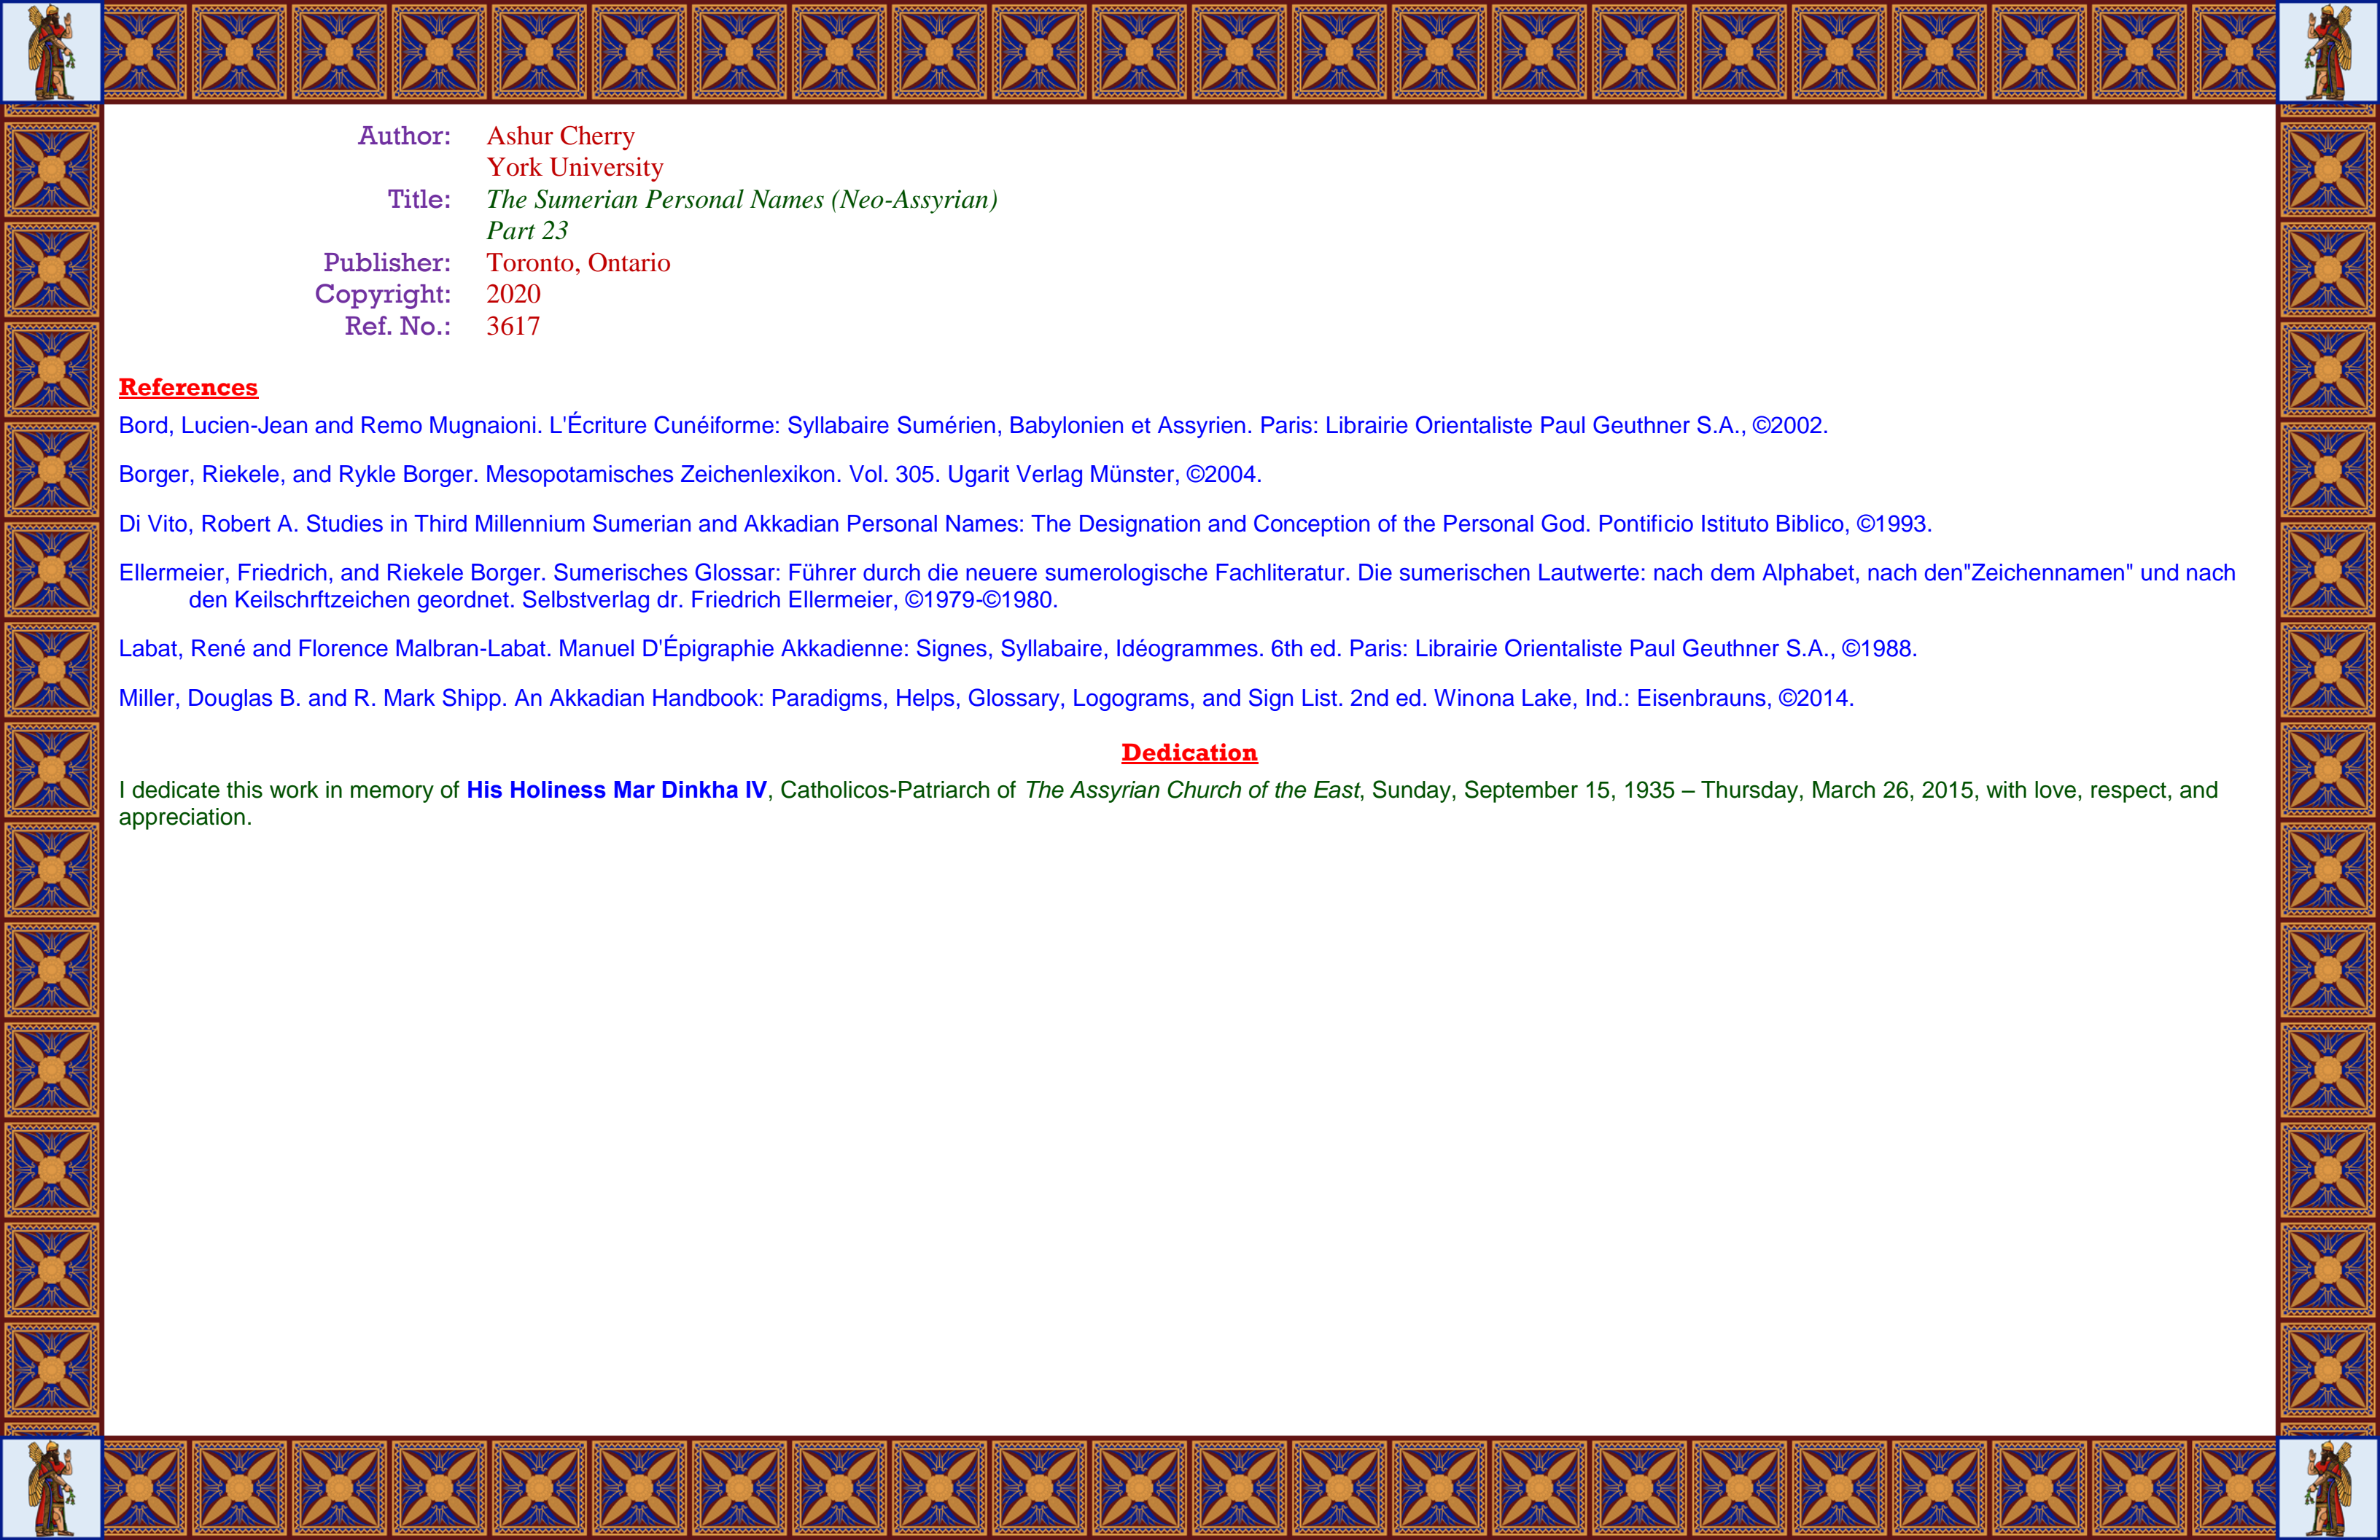 Author: Ashur Cherry
York University
Title: The Sumerian Personal Names (Neo-Assyrian)
Part 23
Publisher: Toronto, Ontario
Copyright: 2020
Ref. No.: 3617
References
Bord, Lucien-Jean and Remo Mugnaioni. L'Écriture Cunéiforme: Syllabaire Sumérien, Babylonien et Assyrien. Paris: Librairie Orientaliste Paul Geuthner S.A., ©2002.
Borger, Riekele, and Rykle Borger. Mesopotamisches Zeichenlexikon. Vol. 305. Ugarit Verlag Münster, ©2004.
Di Vito, Robert A. Studies in Third Millennium Sumerian and Akkadian Personal Names: The Designation and Conception of the Personal God. Pontificio Istituto Biblico, ©1993.
Ellermeier, Friedrich, and Riekele Borger. Sumerisches Glossar: Führer durch die neuere sumerologische Fachliteratur. Die sumerischen Lautwerte: nach dem Alphabet, nach den"Zeichennamen" und nach
den Keilschrftzeichen geordnet. Selbstverlag dr. Friedrich Ellermeier, ©1979-©1980.
Labat, René and Florence Malbran-Labat. Manuel D'Épigraphie Akkadienne: Signes, Syllabaire, Idéogrammes. 6th ed. Paris: Librairie Orientaliste Paul Geuthner S.A., ©1988.
Miller, Douglas B. and R. Mark Shipp. An Akkadian Handbook: Paradigms, Helps, Glossary, Logograms, and Sign List. 2nd ed. Winona Lake, Ind.: Eisenbrauns, ©2014.
Dedication
I dedicate this work in memory of His Holiness Mar Dinkha IV, Catholicos-Patriarch of The Assyrian Church of the East, Sunday, September 15, 1935 – Thursday, March 26, 2015, with love, respect, and
appreciation.